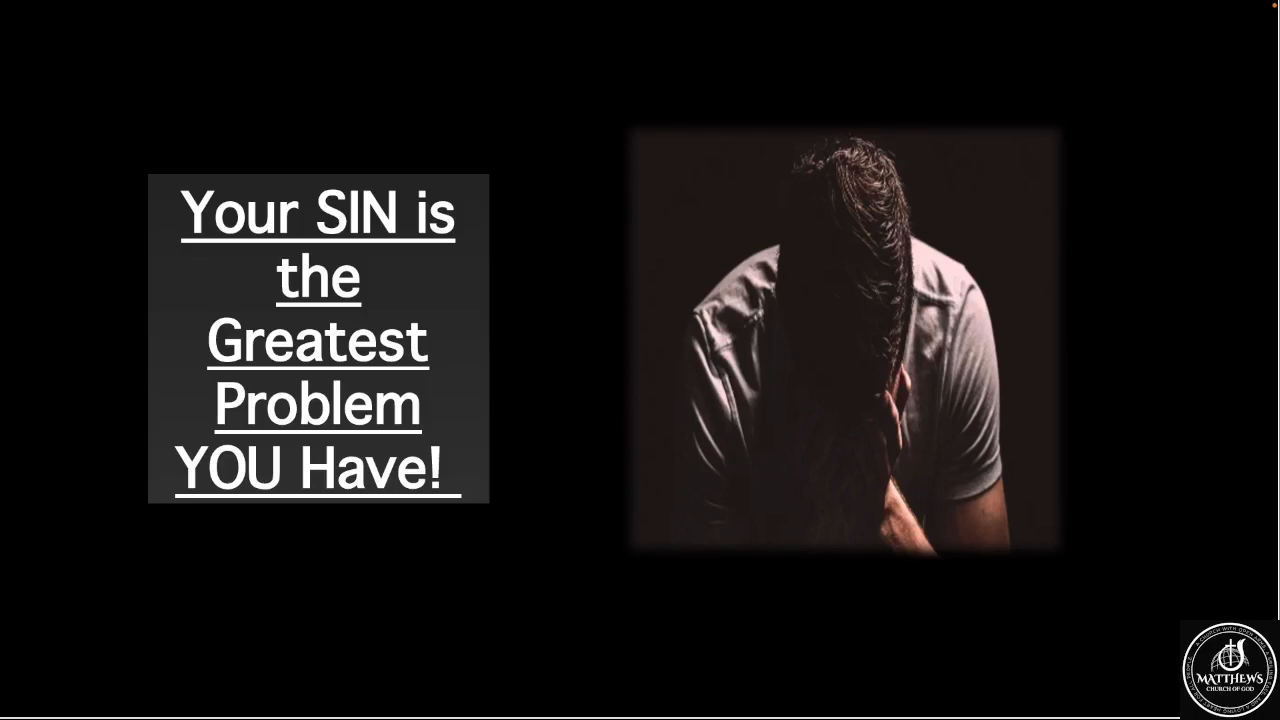 Your SIN is
the
Greatest
Problem
YOU Have!
MATTHEWS
CHURCH OF GOD